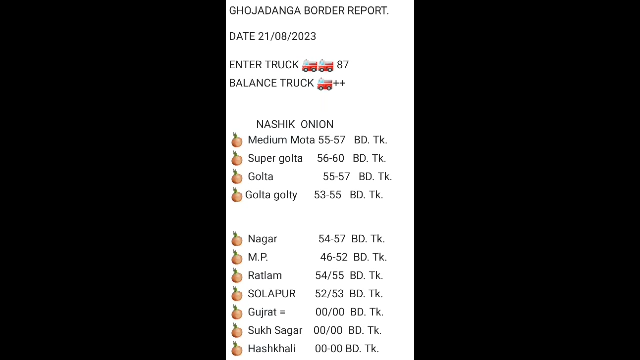 GHOJADANGA BORDER REPORT.
DATE 21/08/2023
ENTER TRUCK 🚒🚒 87
BALANCE TRUCK 🚒++
NASHIK ONION
🧅 Medium Mota 55-57 BD. Tk.
🧅 Super golta 56-60 BD. Tk.
🧅 Golta 55-57 BD. Tk.
🧅 Golta golty 53-55 BD. Tk.
🧅 Nagar 54-57 BD. Tk.
🧅 M.P. 46-52 BD. Tk.
🧅 Ratlam 54/55 BD. Tk.
🧅 SOLAPUR 52/53 BD. Tk.
🧅 Gujrat = 00/00 BD. Tk.
🧅 Sukh Sagar 00/00 BD. Tk.
🧅 Hashkhali 00-00 BD. Tk.